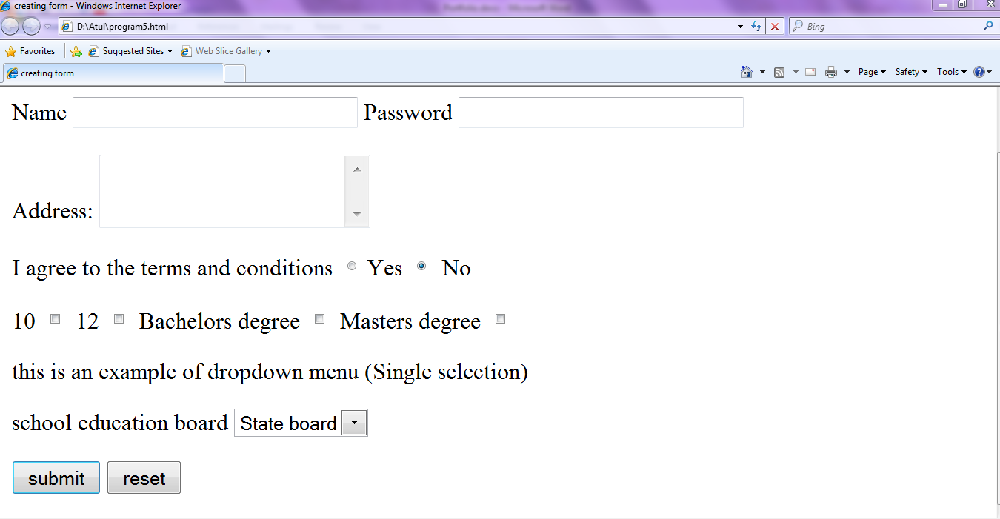 creating form - Windows Internet Explorer
D:\Atul\program5.html Bing
Favorites Suggested Sites Web Slice Gallery
creating form Page Safety Tools
Name Password
Address:
I agree to the terms and conditions Yes No
10 12 Bachelors degree Masters degree
this is an example of dropdown menu (Single selection)
school education board State board
submit reset